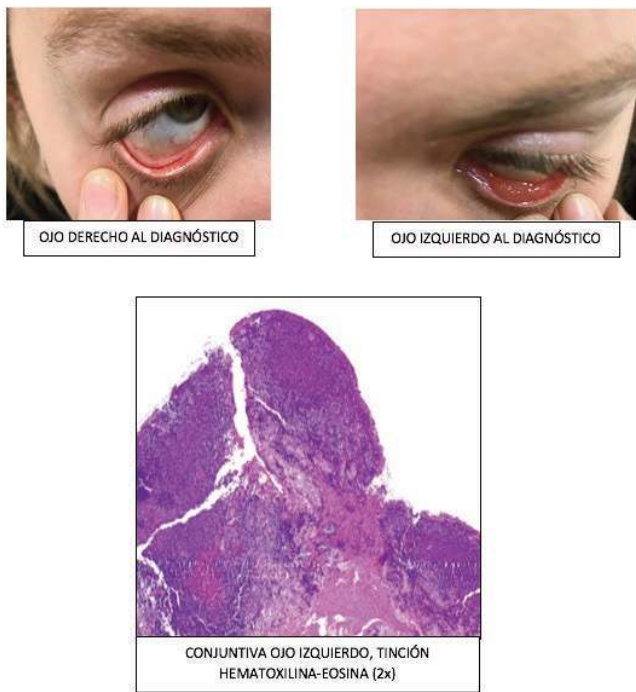 OJO DERECHO AL DIAGNÓSTICO
OJO IZQUIERDO AL DIAGNÓSTICO
CONJUNTIVA OJO IZQUIERDO, TINCIÓN
HEMATOXILINA-EOSINA (2x)